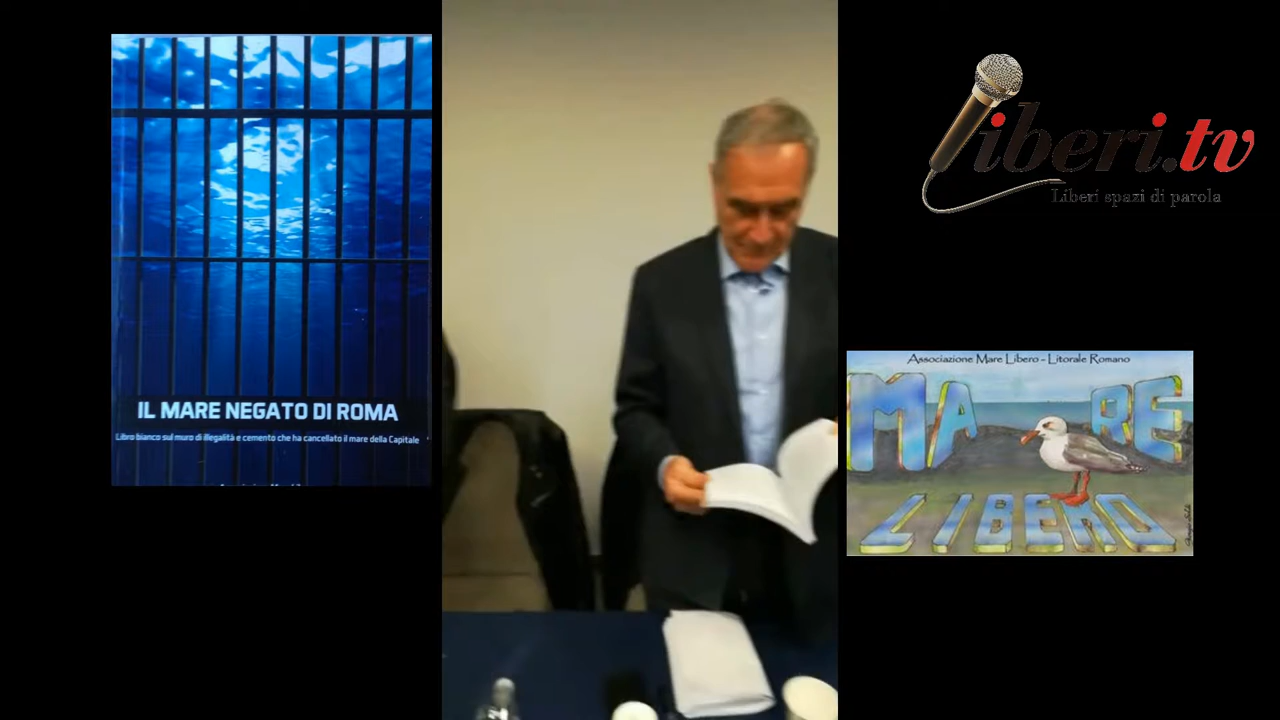 IL MARE NEGATO DI ROMA
Libro bianco sul muro di illegalità e cemento che ha cancellato il mare della Capitale
liberi.tv
Liberi spazi di parola
Associazione Mare Libero - Litorale Romano
MARE
LIBERO